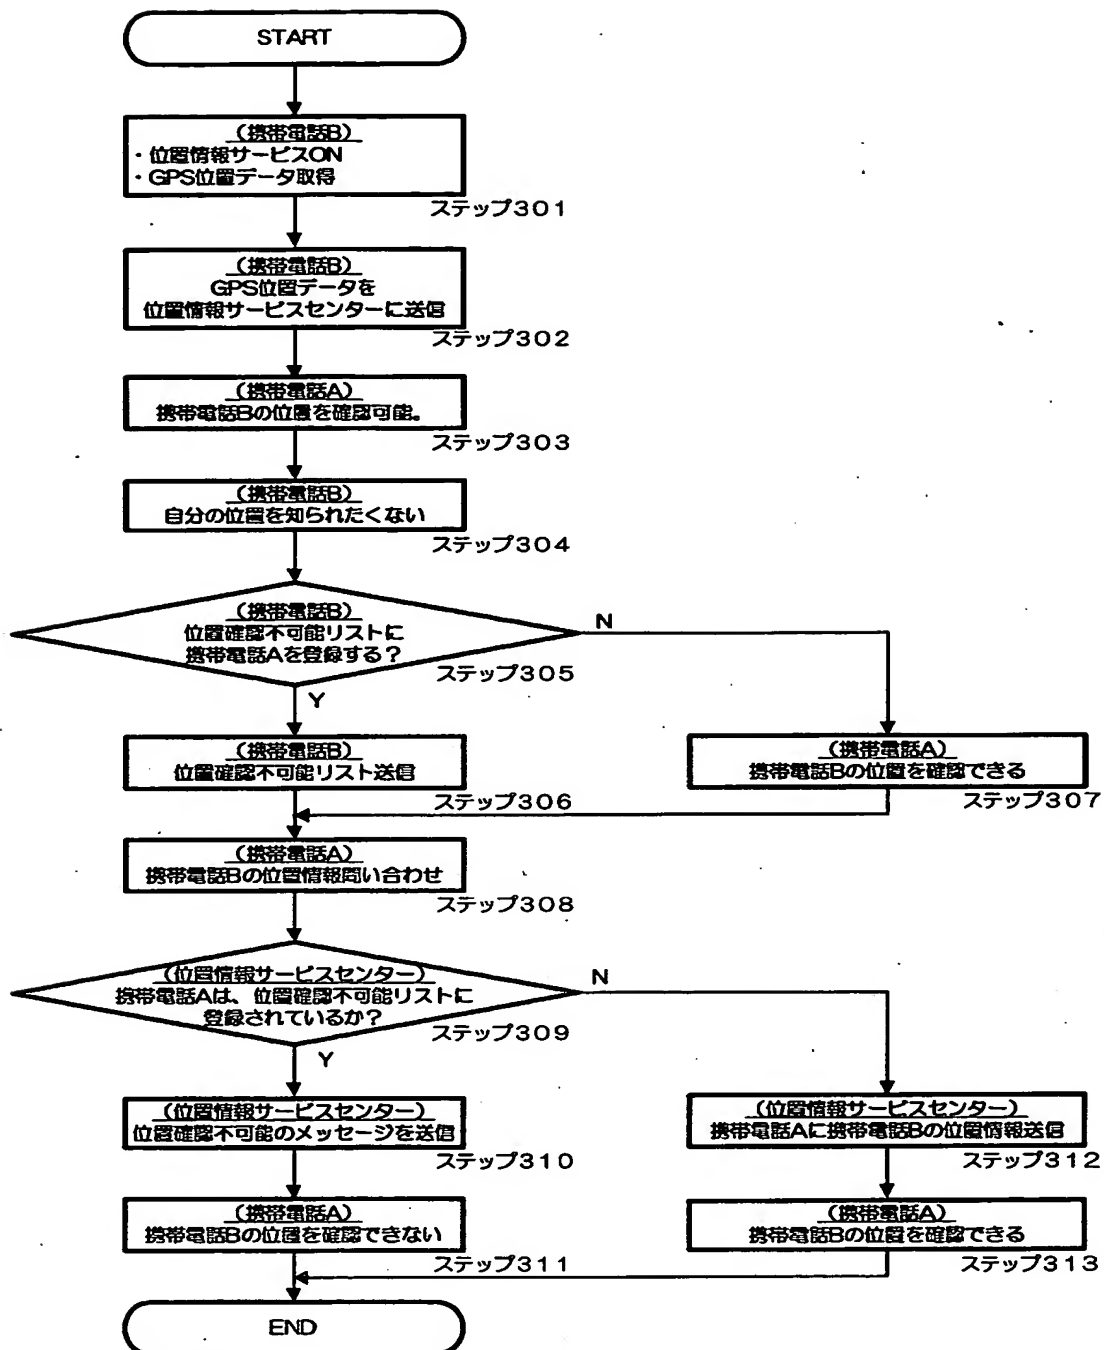 START
(携帯電話B)
・位置情報サービスON
・GPS位置データ取得
ステップ301
(携帯電話B)
GPS位置データを
位置情報サービスセンターに送信
ステップ302
(携帯電話A)
携帯電話Bの位置を確認可能。
ステップ303
(携帯電話B)
自分の位置を知られたくない
ステップ304
(携帯電話B)
位置確認不可能リストに
携帯電話Aを登録する?
ステップ305
N
Y
(携帯電話B)
位置確認不可能リスト送信
ステップ306
(携帯電話A)
携帯電話Bの位置を確認できる
ステップ307
(携帯電話A)
携帯電話Bの位置情報問い合わせ
ステップ308
(位置情報サービスセンター)
携帯電話Aは、位置確認不可能リストに
登録されているか?
ステップ309
N
Y
(位置情報サービスセンター)
位置確認不可能のメッセージを送信
ステップ310
(位置情報サービスセンター)
携帯電話Aに携帯電話Bの位置情報送信
ステップ312
(携帯電話A)
携帯電話Bの位置を確認できない
ステップ311
(携帯電話A)
携帯電話Bの位置を確認できる
ステップ313
END